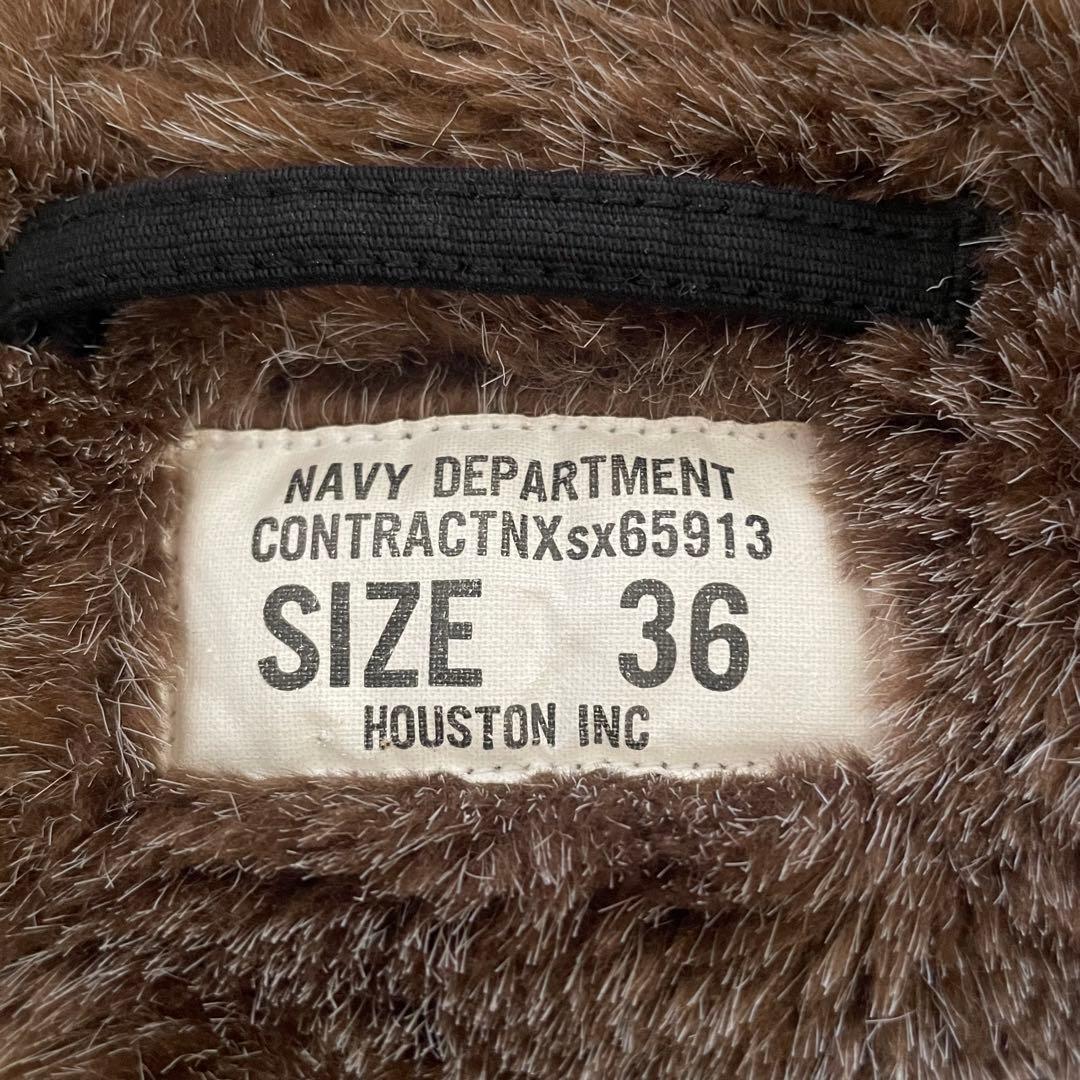 NAVY DEPARTMENT
CONTRACTNXsx65913
SIZE 36
HOUSTON INC